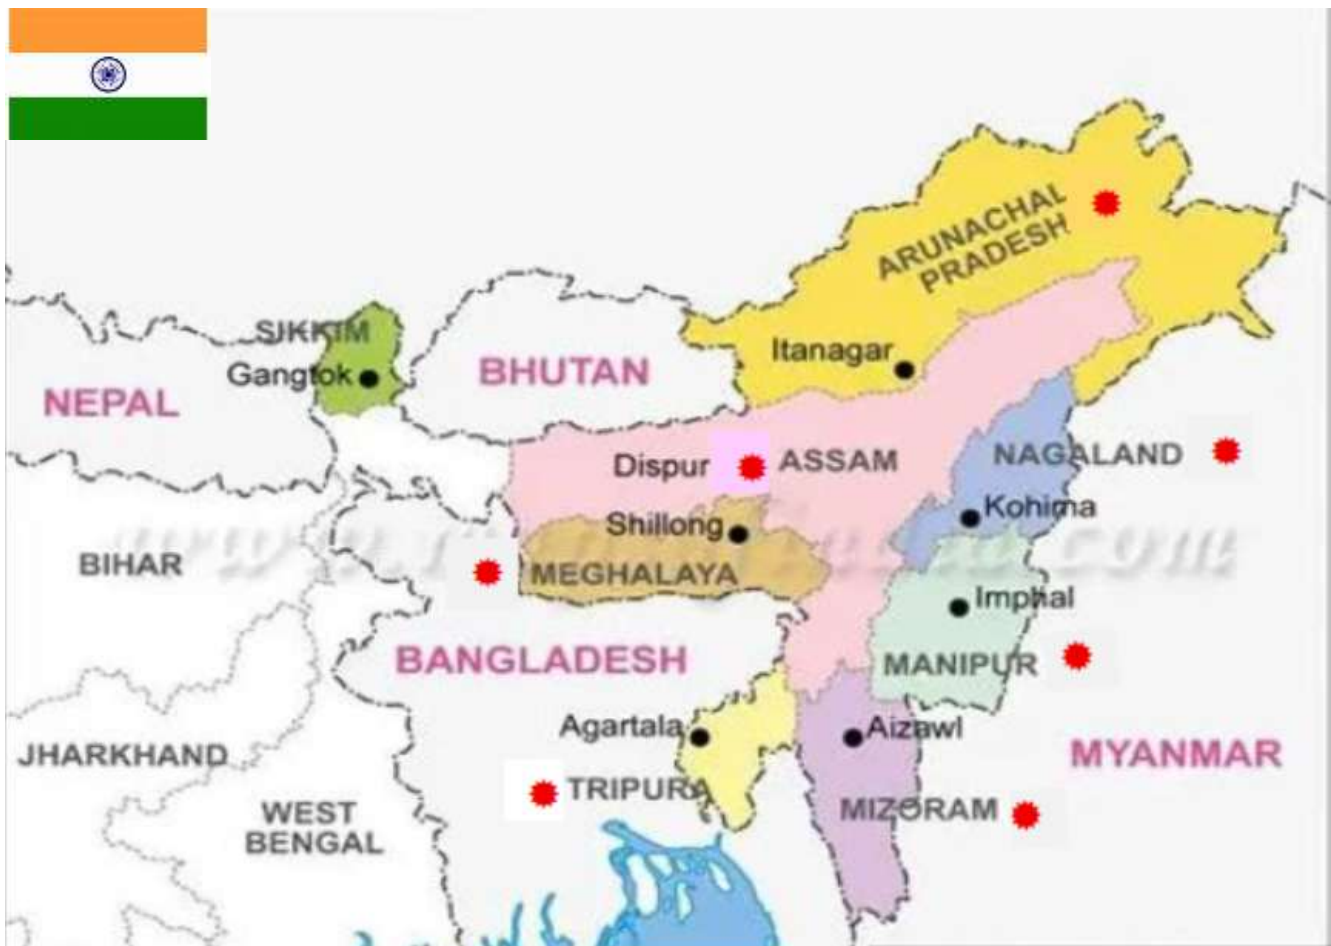 ARUNACHAL
PRADESH
SIKKIM
Itanagar
Gangtok
BHUTAN
NEPAL
Dispur
ASSAM
NAGALAND
Kohima
Shillong
BIHAR
MEGHALAYA
Imphal
BANGLADESH
MANIPUR
Agartala
Aizawl
JHARKHAND
MYANMAR
TRIPURA
MIZORAM
WEST
BENGAL